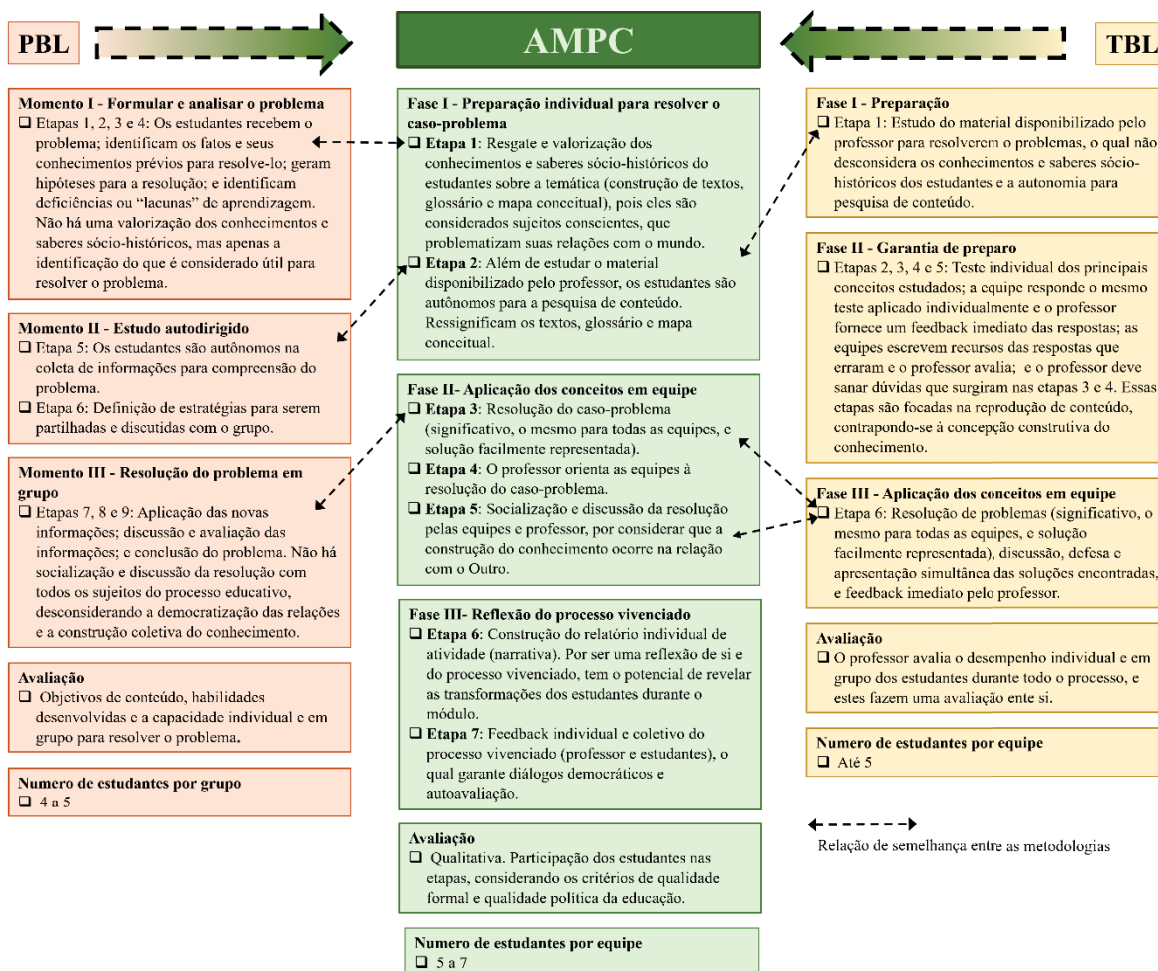 PBL
AMPC
TBL
Momento I - Formular e analisar o problema
❑ Etapas 1, 2, 3 e 4: Os estudantes recebem o
problema; identificam os fatos e seus
conhecimentos prévios para resolve-lo; geram
hipóteses para a resolução; e identificam
deficiências ou “lacunas” de aprendizagem.
Não há uma valorização dos conhecimentos e
saberes sócio-históricos, mas apenas a
identificação do que é considerado útil para
resolver o problema.
Momento II - Estudo autodirigido
❑ Etapa 5: Os estudantes são autônomos na
coleta de informações para compreensão do
problema.
❑ Etapa 6: Definição de estratégias para serem
partilhadas e discutidas com o grupo.
Momento III - Resolução do problema em
grupo
❑ Etapas 7, 8 e 9: Aplicação das novas
informações; discussão e avaliação das
informações; e conclusão do problema. Não há
socialização e discussão da resolução com
todos os sujeitos do processo educativo,
desconsiderando a democratização das relações
e a construção coletiva do conhecimento.
Avaliação
❑ Objetivos de conteúdo, habilidades
desenvolvidas e a capacidade individual e em
grupo para resolver o problema.
Numero de estudantes por grupo
❑ 4 a 5
Fase I - Preparação individual para resolver o
caso-problema
❑ Etapa 1: Resgate e valorização dos
conhecimentos e saberes sócio-históricos do
estudantes sobre a temática (construção de textos,
glossário e mapa conceitual), pois eles são
considerados sujeitos conscientes, que
problematizam suas relações com o mundo.
❑ Etapa 2: Além de estudar o material
disponibilizado pelo professor, os estudantes são
autônomos para a pesquisa de conteúdo.
Ressignificam os textos, glossário e mapa
conceitual.
Fase II- Aplicação dos conceitos em equipe
❑ Etapa 3: Resolução do caso-problema
(significativo, o mesmo para todas as equipes, e
solução facilmente representada).
❑ Etapa 4: O professor orienta as equipes à
resolução do caso-problema.
❑ Etapa 5: Socialização e discussão da resolução
pelas equipes e professor, por considerar que a
construção do conhecimento ocorre na relação
com o Outro.
Fase III- Reflexão do processo vivenciado
❑ Etapa 6: Construção do relatório individual de
atividade (narrativa). Por ser uma reflexão de si e
do processo vivenciado, tem o potencial de revelar
as transformações dos estudantes durante o
módulo.
❑ Etapa 7: Feedback individual e coletivo do
processo vivenciado (professor e estudantes), o
qual garante diálogos democráticos e
autoavaliação.
Avaliação
❑ Qualitativa. Participação dos estudantes nas
etapas, considerando os critérios de qualidade
formal e qualidade política da educação.
Numero de estudantes por equipe
❑ 5 a 7
Fase I - Preparação
❑ Etapa 1: Estudo do material disponibilizado pelo
professor para resolverem o problemas, o qual não
desconsidera os conhecimentos e saberes sócio-
históricos dos estudantes e a autonomia para
pesquisa de conteúdo.
Fase II - Garantia de preparo
❑ Etapas 2, 3, 4 e 5: Teste individual dos principais
conceitos estudados; a equipe responde o mesmo
teste aplicado individualmente e o professor
fornece um feedback imediato das respostas; as
equipes escrevem recursos das respostas que
erraram e o professor avalia; e o professor deve
sanar dúvidas que surgiram nas etapas 3 e 4. Essas
etapas são focadas na reprodução de conteúdo,
contrapondo-se à concepção construtiva do
conhecimento.
Fase III - Aplicação dos conceitos em equipe
❑ Etapa 6: Resolução de problemas (significativo, o
mesmo para todas as equipes, e solução
facilmente representada), discussão, defesa e
apresentação simultânea das soluções encontradas,
e feedback imediato pelo professor.
Avaliação
❑ O professor avalia o desempenho individual e em
grupo dos estudantes durante todo o processo, e
estes fazem uma avaliação ente si.
Numero de estudantes por equipe
❑ Até 5
Relação de semelhança entre as metodologias